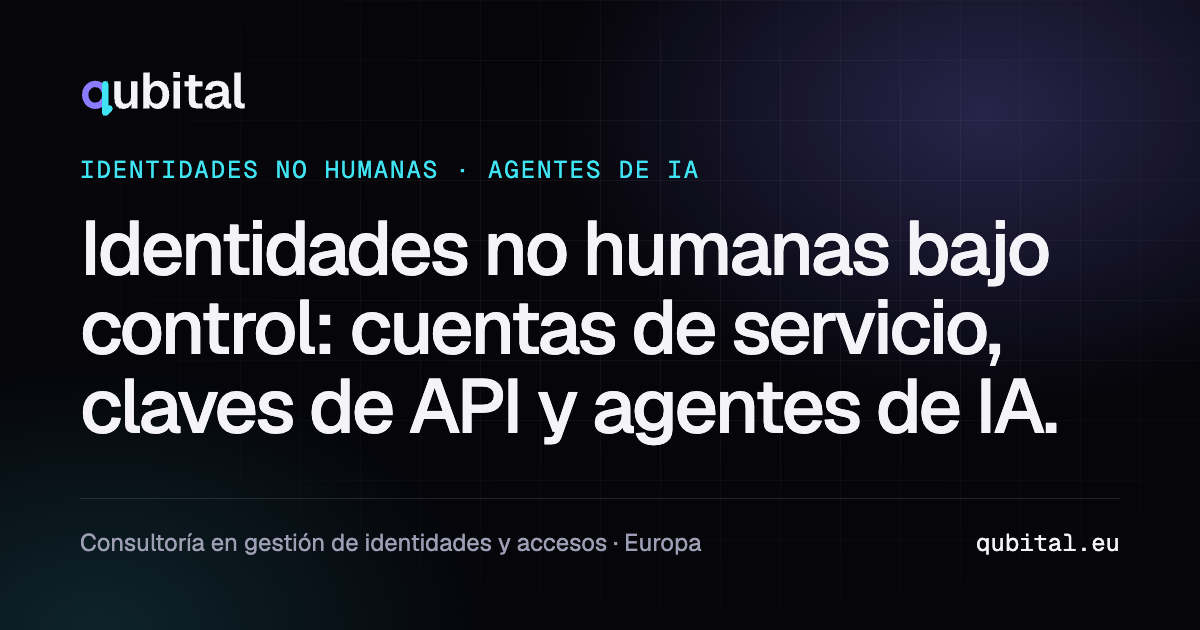 qubital
IDENTIDADES NO HUMANAS · AGENTES DE IA
Identidades no humanas bajo
control: cuentas de servicio,
claves de API y agentes de IA.
Consultoría en gestión de identidades y accesos · Europa
qubital.eu